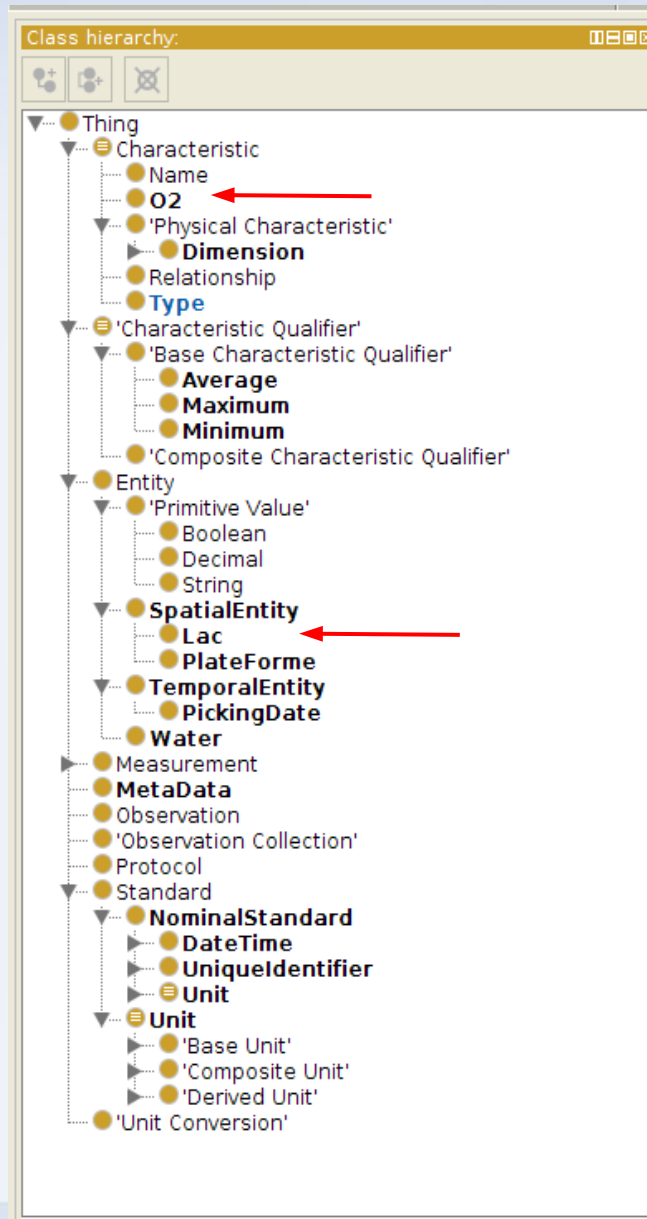 Class hierarchy:
Thing
Characteristic
Name
O2
'Physical Characteristic'
Dimension
Relationship
Type
'Characteristic Qualifier'
'Base Characteristic Qualifier'
Average
Maximum
Minimum
'Composite Characteristic Qualifier'
Entity
'Primitive Value'
Boolean
Decimal
String
SpatialEntity
Lac
PlateForme
TemporalEntity
PickingDate
Water
Measurement
MetaData
Observation
'Observation Collection'
Protocol
Standard
NominalStandard
DateTime
UniqueIdentifier
Unit
Unit
'Base Unit'
'Composite Unit'
'Derived Unit'
'Unit Conversion'